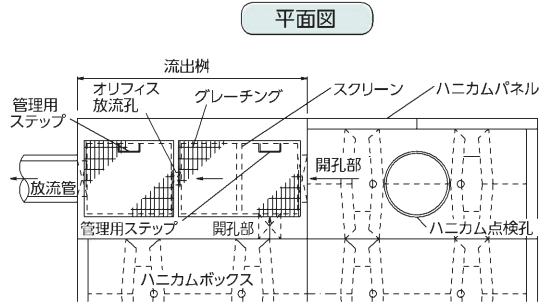 平面図
流出桝
オリフィス
放流孔
グレーチング
スクリーン
ハニカムパネル
管理用
ステップ
放流管
開孔部
管理用ステップ
開孔部
ハニカム点検孔
ハニカムボックス